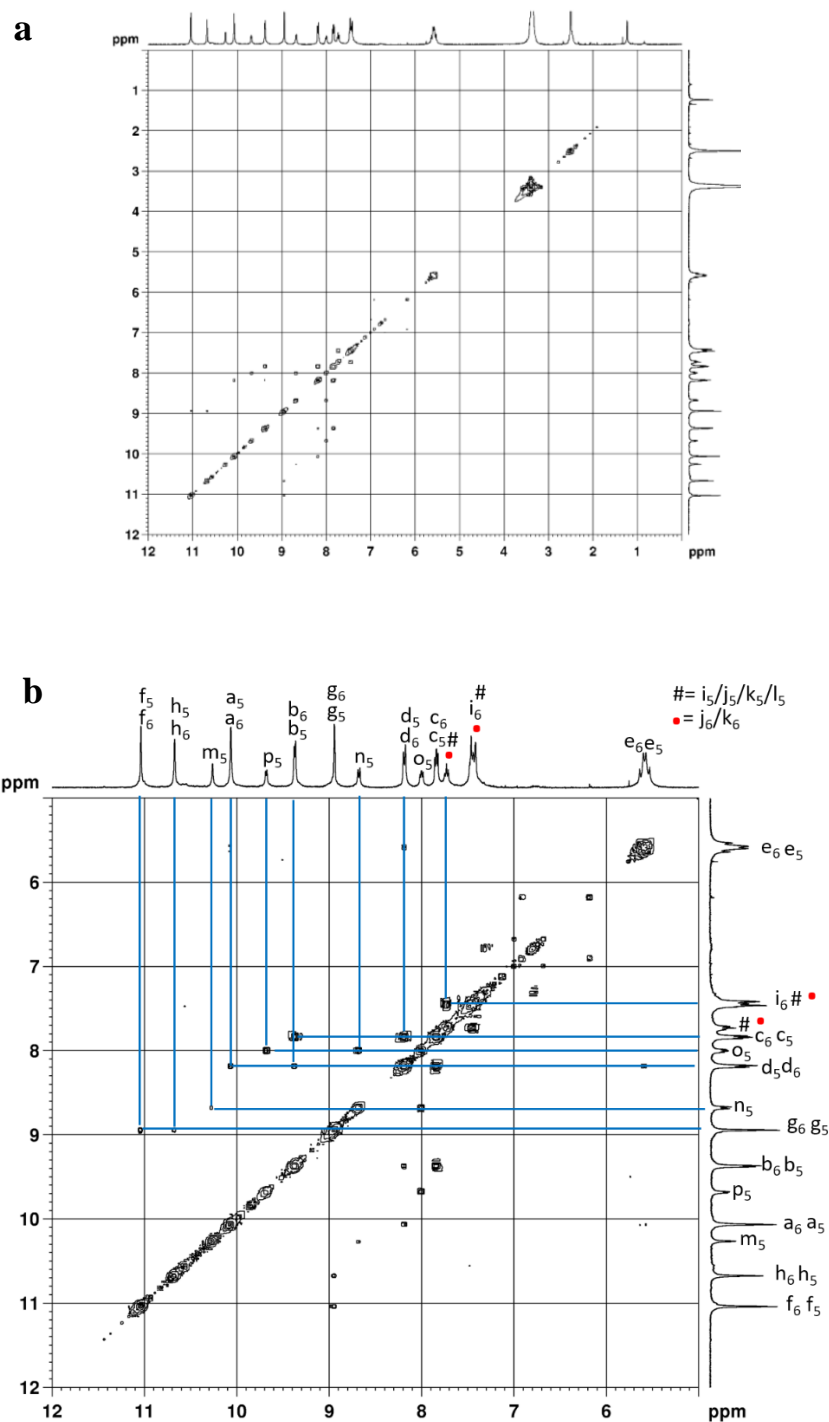 a
ppm
1
2
3
4
5
6
7
8
9
10
11
12
12 11 10 9 8 7 6 5 4 3 2 1 ppm
b
f₅ h₅ a₅ b₆ g₆ d₅ c₆ i₆ # #= i₅/j₅/k₅/l₅
f₆ h₆ m₅ a₆ p₅ b₅ g₅ n₅ d₆ o₅ c₅ # e₆ e₅ = j₆/k₆
ppm
e₆ e₅
6
7
i₆ #
#
c₆ c₅
8
o₅
d₅d₆
n₅
9
g₆ g₅
b₆ b₅
p₅
10
a₆ a₅
m₅
h₆ h₅
11
f₆ f₅
12
12 11 10 9 8 7 6 ppm